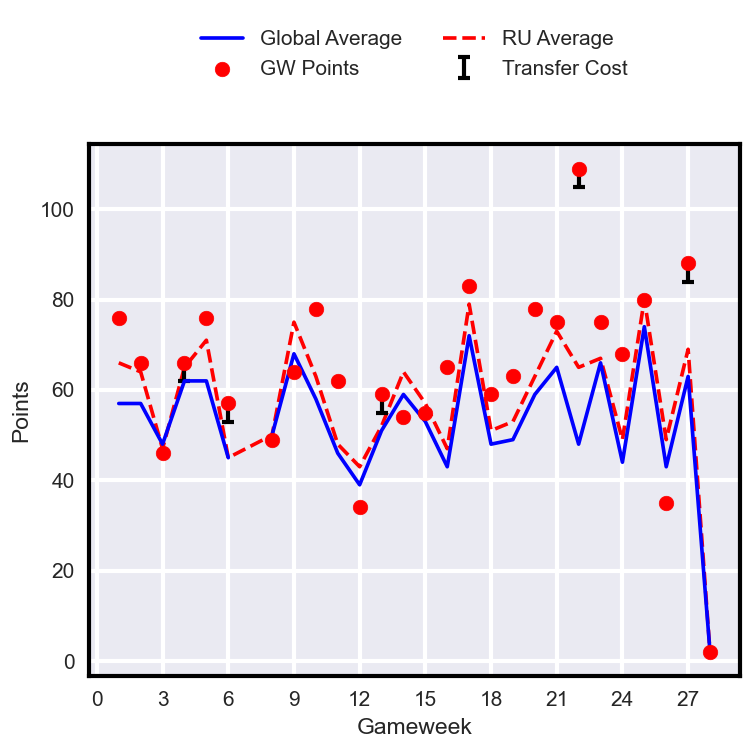 Global Average
RU Average
GW Points
Transfer Cost
100
80
60
40
20
0
Points
0 3 6 9 12 15 18 21 24 27
Gameweek